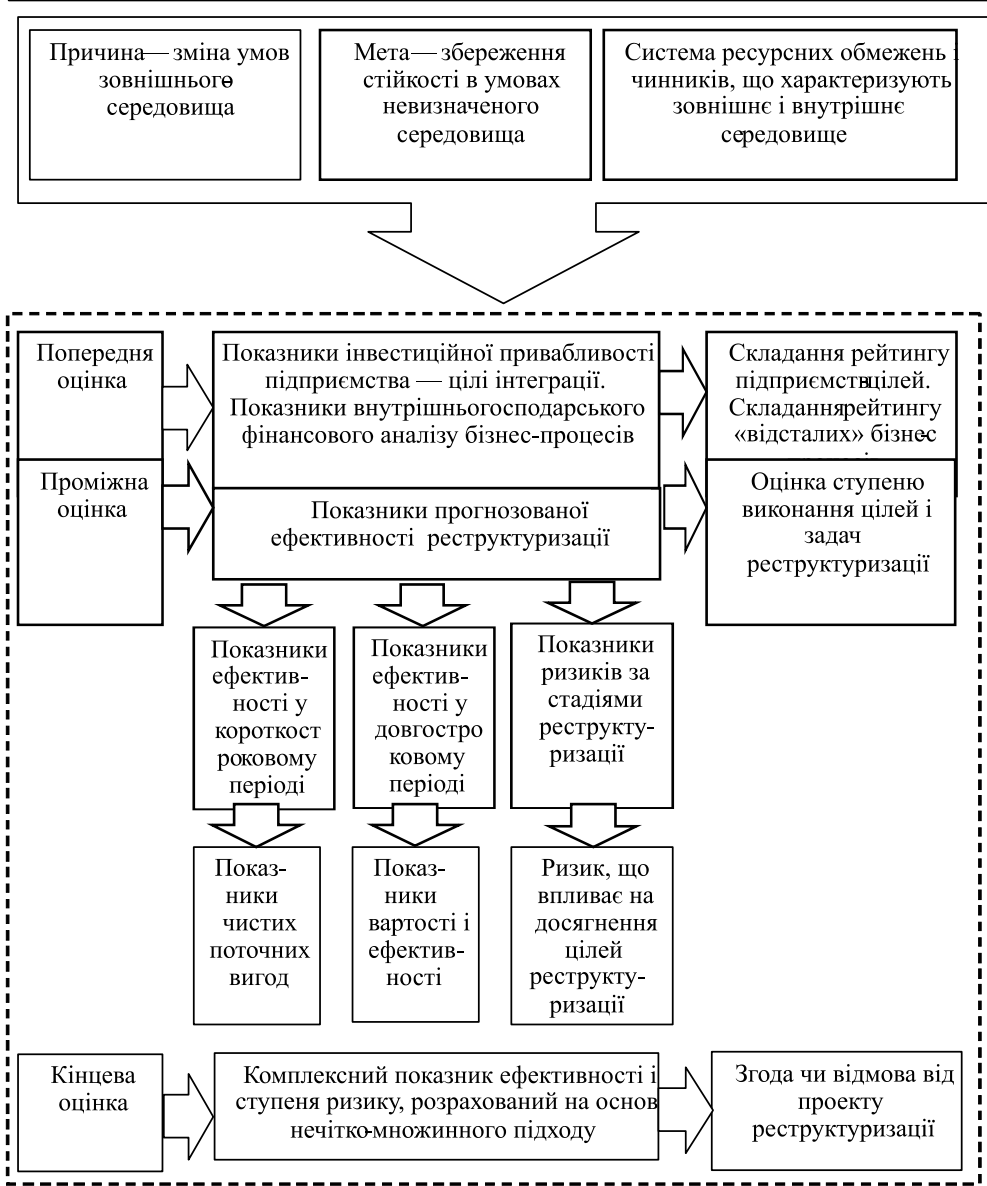 Причина — зміна умов
зовнішнього
середовища
Мета — збереження
стійкості в умовах
невизначеного
середовища
Система ресурсних обмежень і
чинників, що характеризують
зовнішнє і внутрішнє
середовище
Попередня
оцінка
Показники інвестиційної привабливості
підприємства — цілі інтеграції.
Показники внутрішньогосподарського
фінансового аналізу бізнес-процесів
Складання рейтингу
підприємств-цілей.
Складання рейтингу
«відсталих» бізнес-
Проміжна
оцінка
Показники прогнозованої
ефективності реструктуризації
Оцінка ступеню
виконання цілей і
задач
реструктуризації
Показники
ефектив-
ності у
короткост
роковому
періоді
Показники
ефектив-
ності у
довгостро
ковому
періоді
Показники
ризиків за
стадіями
реструкту-
ризації
Показ-
ники
чистих
поточних
вигод
Показ-
ники
вартості і
ефектив-
ності
Ризик, що
впливає на
досягнення
цілей
реструкту-
ризації
Кінцева
оцінка
Комплексний показник ефективності і
ступеня ризику, розрахований на основ
нечітко-множинного підходу
Згода чи відмова від
проекту
реструктуризації